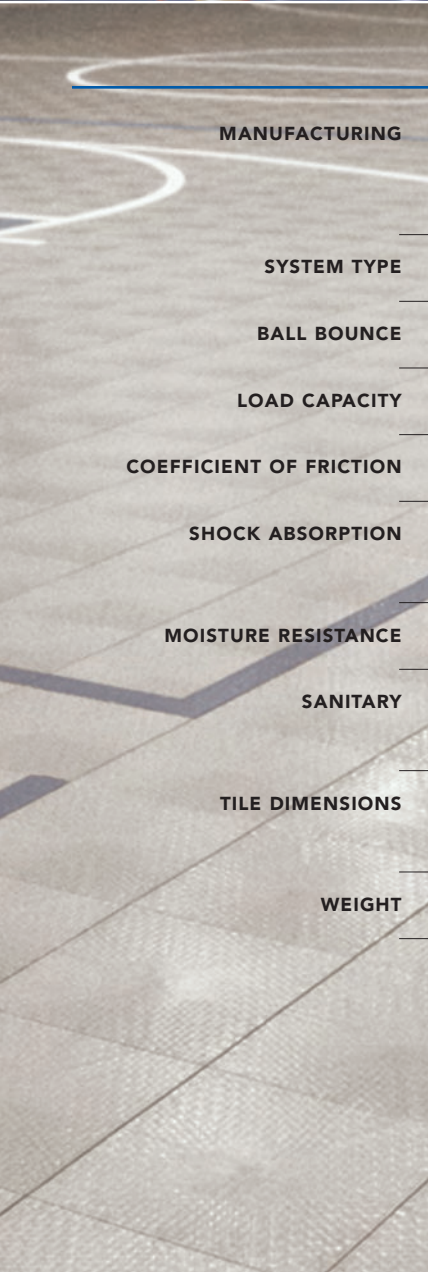 MANUFACTURING
SYSTEM TYPE
BALL BOUNCE
LOAD CAPACITY
COEFFICIENT OF FRICTION
SHOCK ABSORPTION
MOISTURE RESISTANCE
SANITARY
TILE DIMENSIONS
WEIGHT